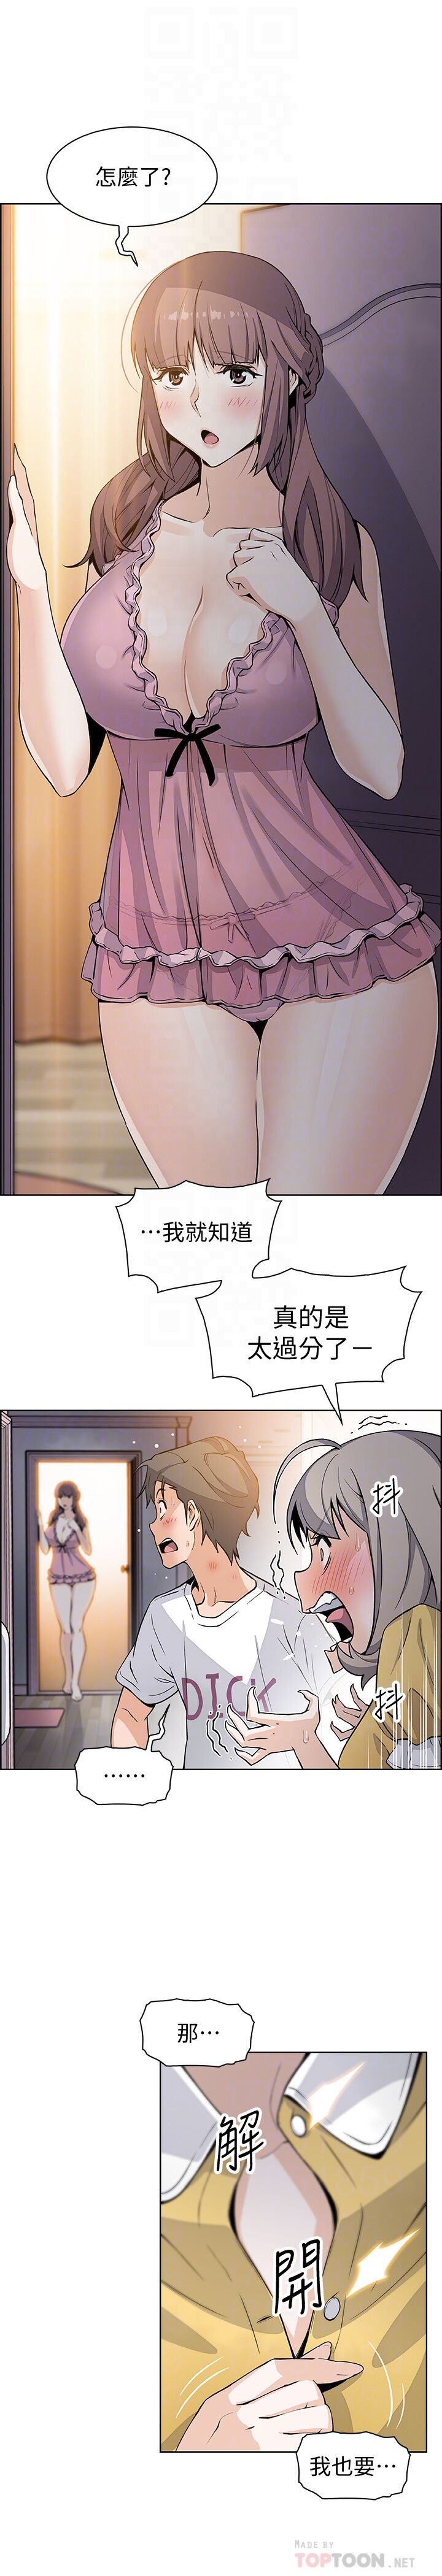 怎麼了?
…我就知道
真的是
太過分了—
抖
DICK
抖
……
那…
解
開
我也要…
MADE BY
TOPTOON.NET